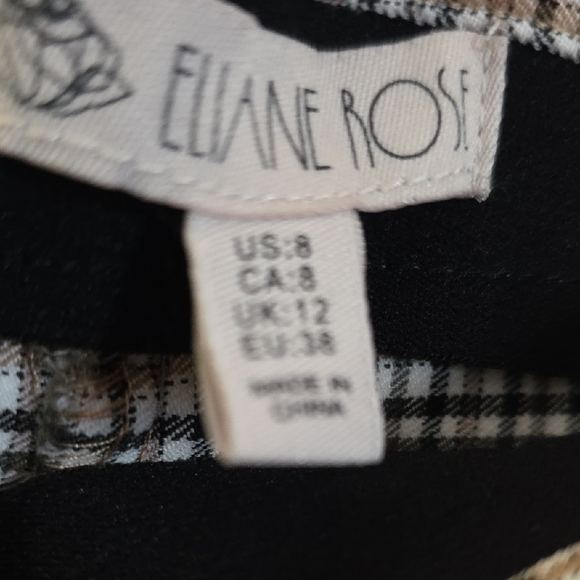 ELIANE ROSE
US:8
CA:8
UK:12
EU:38
MADE IN
CHINA